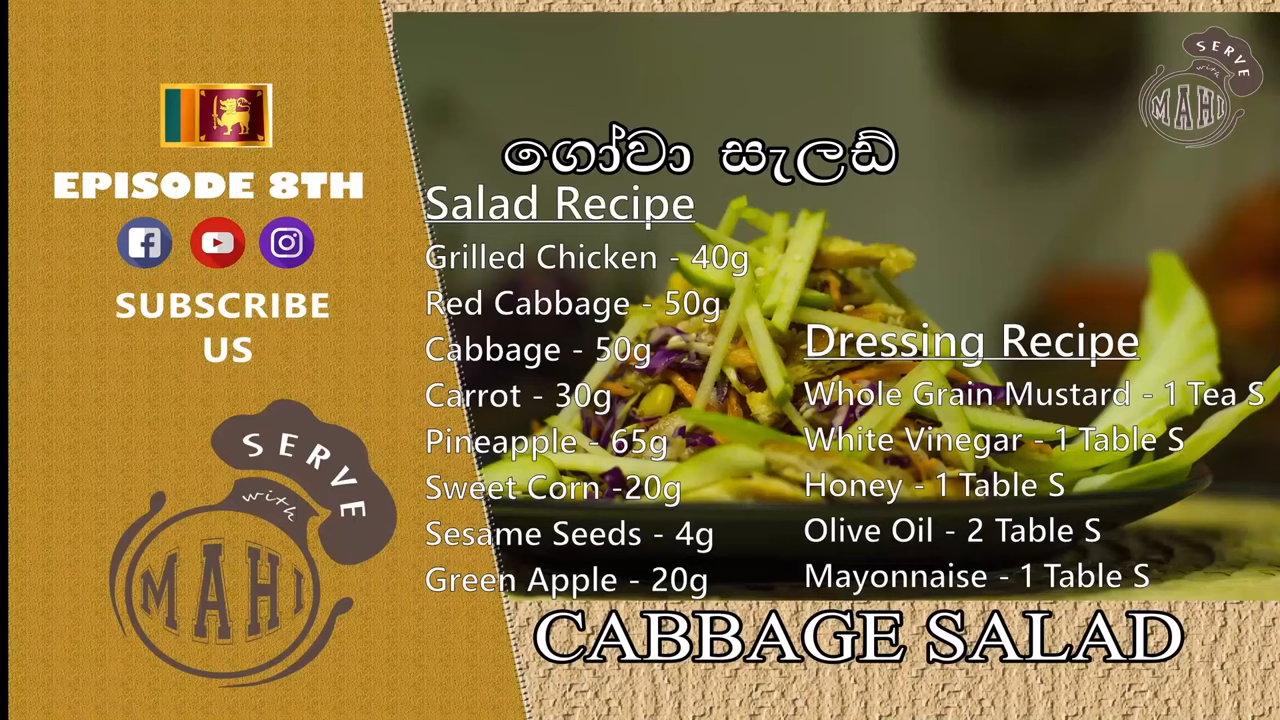 EPISODE 8TH
SUBSCRIBE
US
SERVE
with
MAHI
SERVE
with
MAHI
ගෝවා සැලඩ්
Salad Recipe
Grilled Chicken - 40g
Red Cabbage - 50g
Cabbage - 50g
Carrot - 30g
Pineapple - 65g
Sweet Corn -20g
Sesame Seeds - 4g
Green Apple - 20g
Dressing Recipe
Whole Grain Mustard - 1 Tea S
White Vinegar - 1 Table S
Honey - 1 Table S
Olive Oil - 2 Table S
Mayonnaise - 1 Table S
CABBAGE SALAD